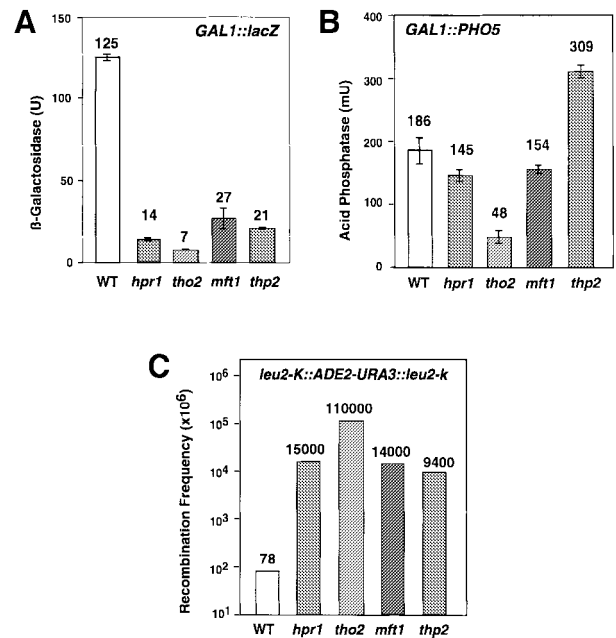 A
GAL1::lacZ
ß-Galactosidase (U)
150
100
50
0
125
14
7
27
21
WT hpr1 tho2 mft1 thp2
B
GAL1::PHO5
Acid Phosphatase (mU)
400
300
200
100
0
186
145
48
154
309
WT hpr1 tho2 mft1 thp2
C
leu2-K::ADE2-URA3::leu2-k
Recombination Frequency (x10⁶)
10⁶
10⁵
10⁴
10³
10²
10¹
78
15000
110000
14000
9400
WT hpr1 tho2 mft1 thp2